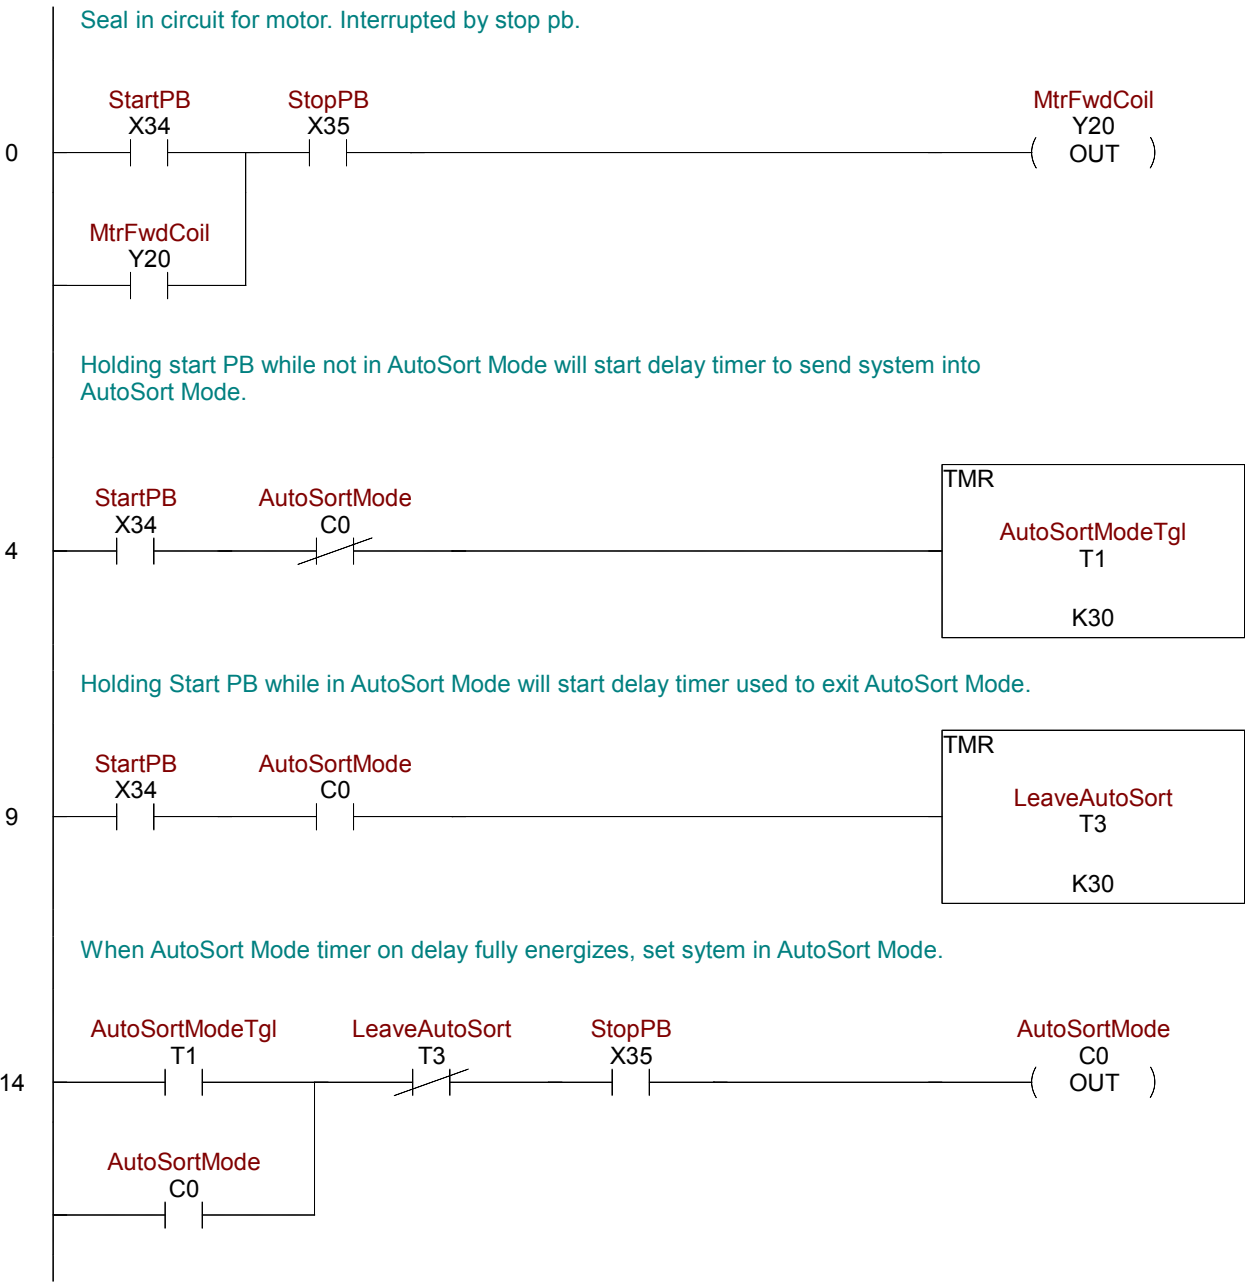 Seal in circuit for motor. Interrupted by stop pb.
StartPB StopPB MtrFwdCoil
X34 X35 Y20
0 OUT
MtrFwdCoil
Y20
Holding start PB while not in AutoSort Mode will start delay timer to send system into
AutoSort Mode.
TMR
StartPB AutoSortMode
X34 C0
AutoSortModeTgl
4 T1
K30
Holding Start PB while in AutoSort Mode will start delay timer used to exit AutoSort Mode.
TMR
StartPB AutoSortMode
X34 C0
LeaveAutoSort
9 T3
K30
When AutoSort Mode timer on delay fully energizes, set sytem in AutoSort Mode.
AutoSortModeTgl LeaveAutoSort StopPB AutoSortMode
T1 T3 X35 C0
14 OUT
AutoSortMode
C0